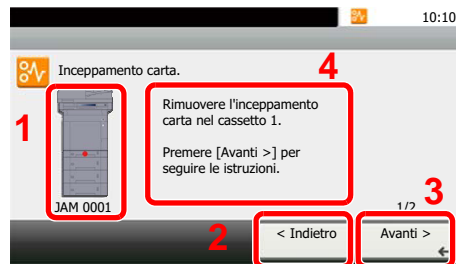 10:10
Inceppamento carta.
4
1
Rimuovere l'inceppamento
carta nel cassetto 1.
Premere [Avanti >] per
seguire le istruzioni.
JAM 0001
1/2
3
2
< Indietro
Avanti >